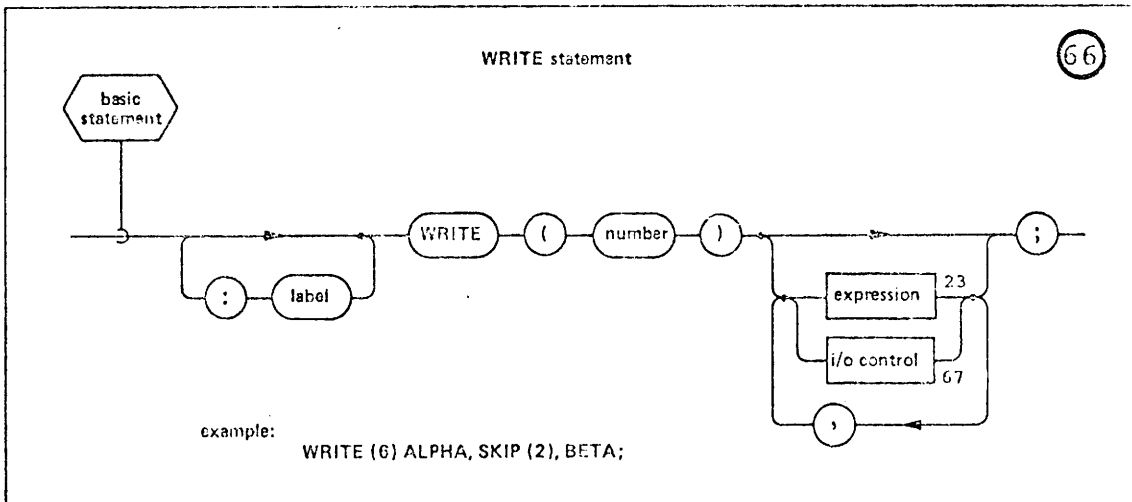 WRITE statement
66
basic
statement
WRITE ( number ) ;
: label
expression 23
i/o control 67
,
example:
WRITE (6) ALPHA, SKIP (2), BETA;